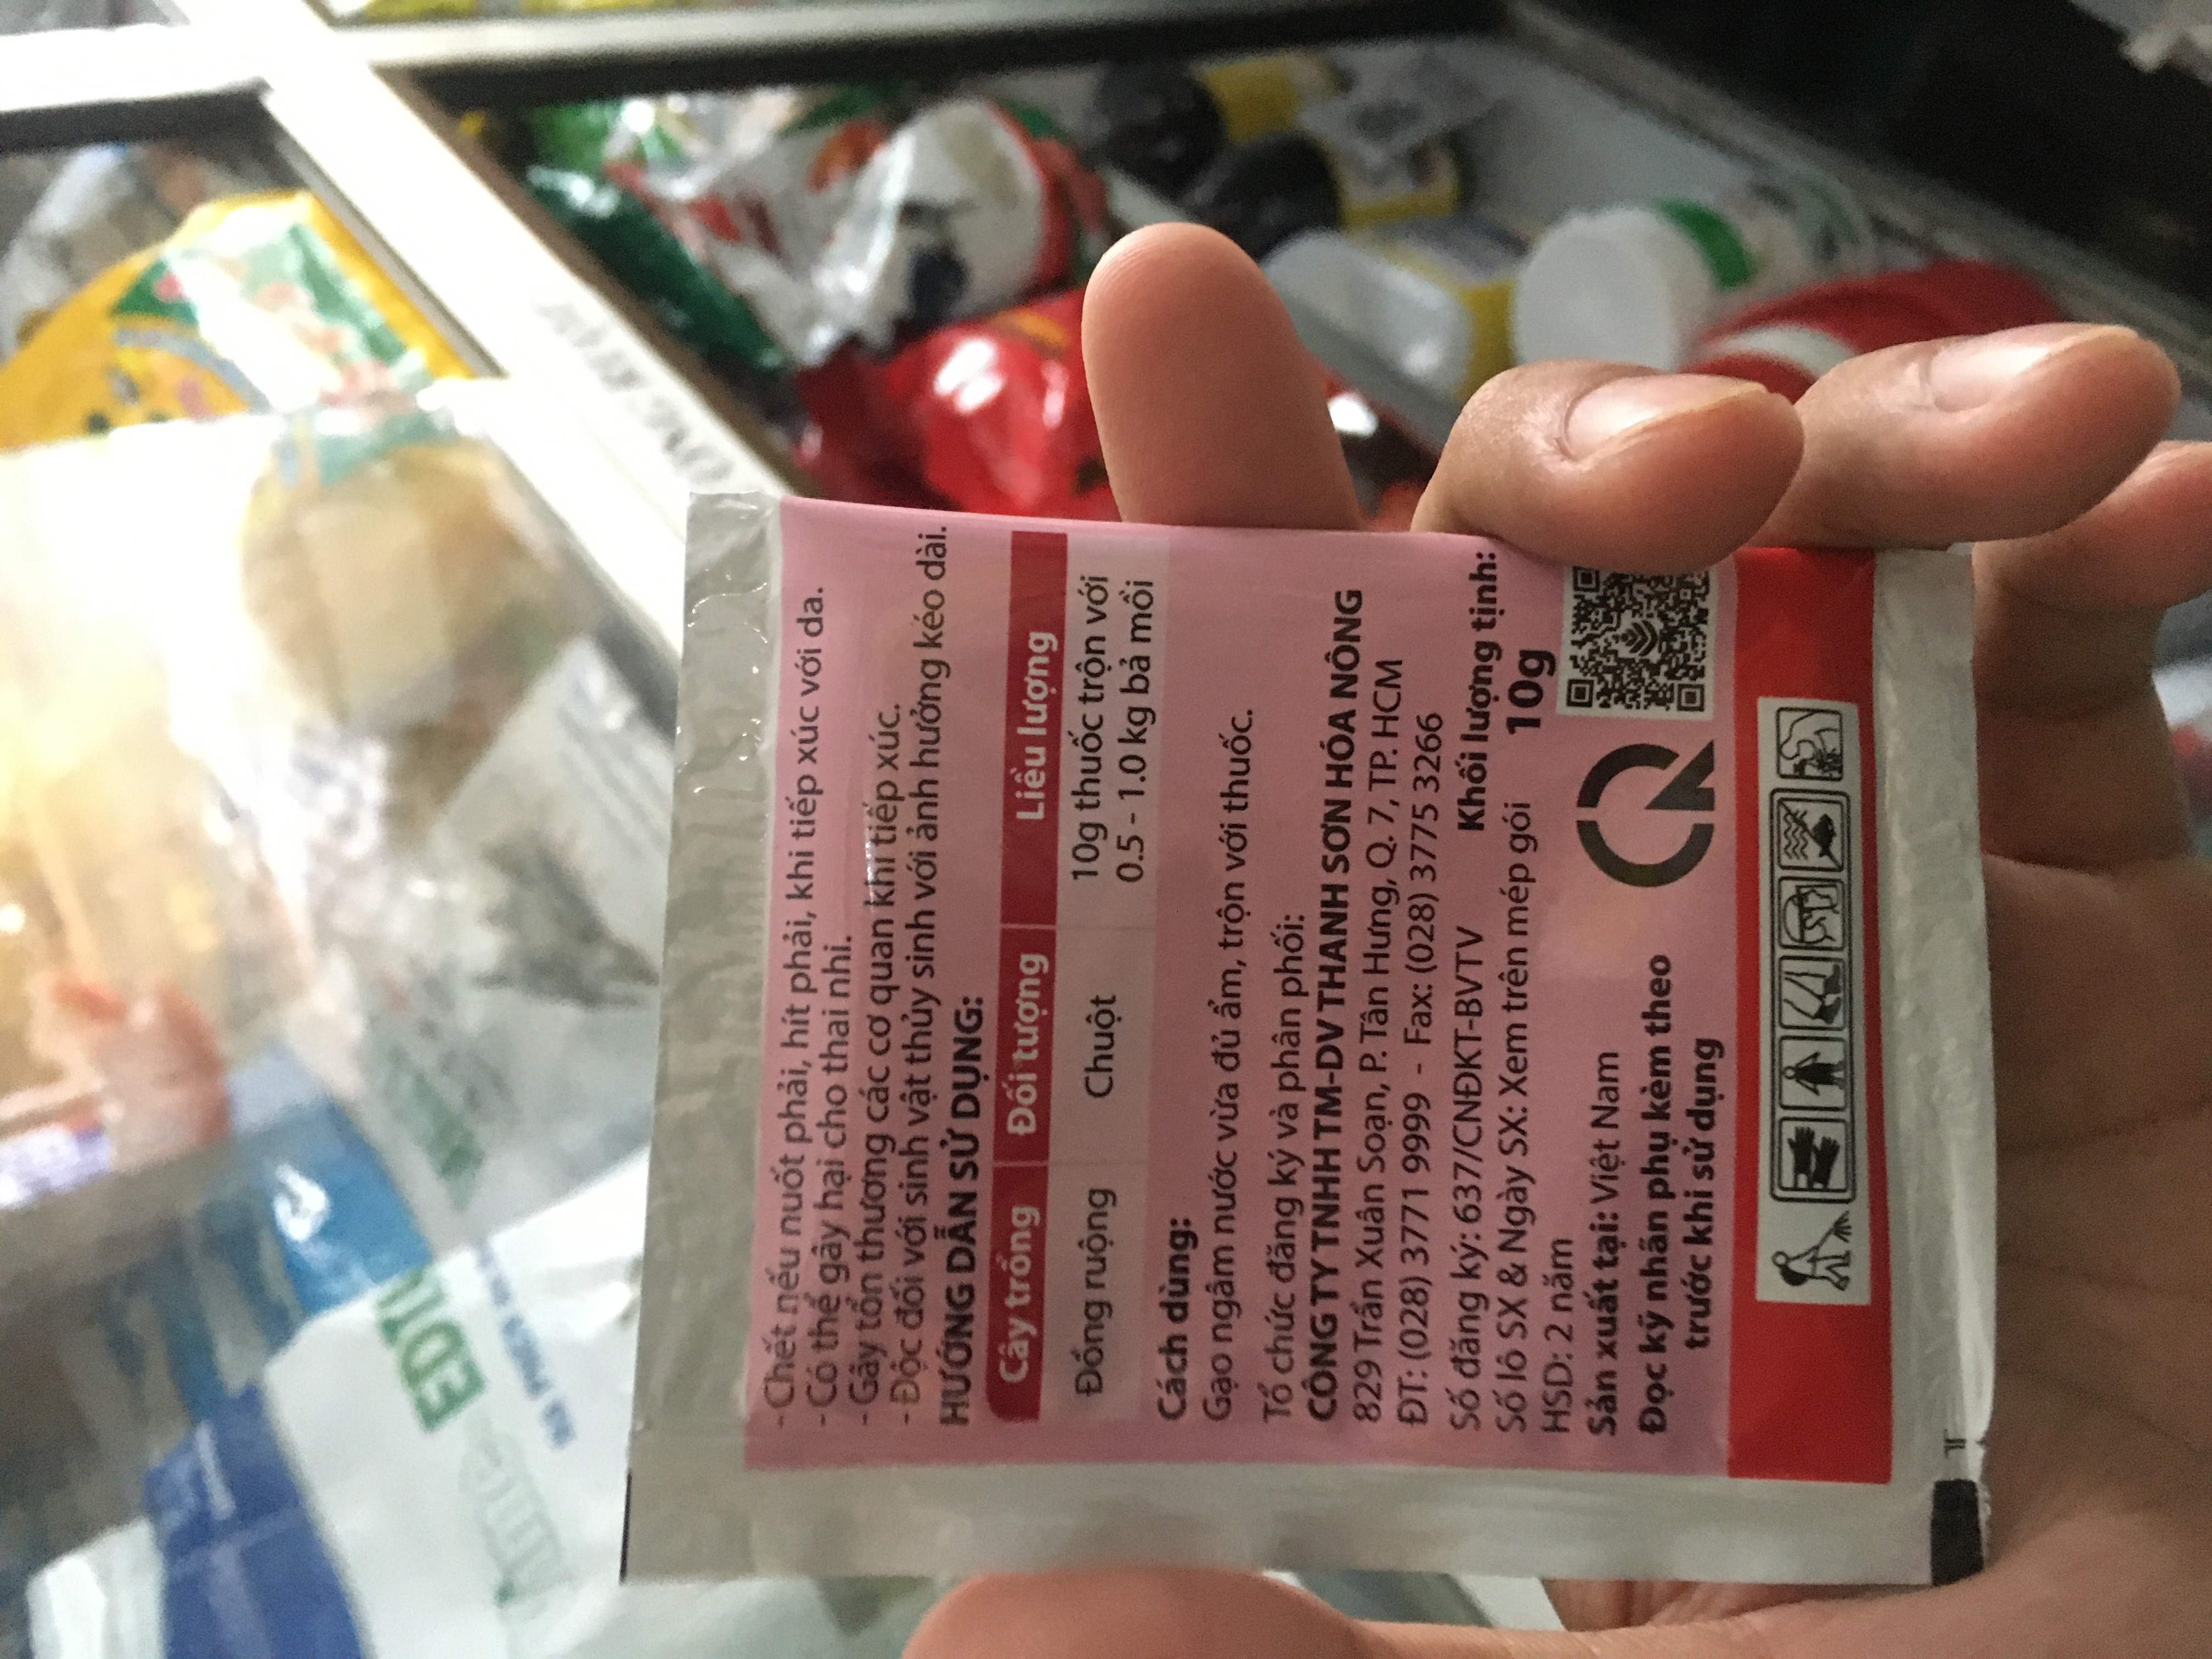 - Chết nếu nuốt phải, hít phải, khi tiếp xúc với da.
- Có thể gây hại cho thai nhi.
- Gây tổn thương các cơ quan khi tiếp xúc.
- Độc đối với sinh vật thủy sinh với ảnh hưởng kéo dài.
HƯỚNG DẪN SỬ DỤNG:
Cây trồng Đối tượng Liều lượng
Đồng ruộng Chuột 10g thuốc trộn với
0.5 - 1.0 kg bả mồi
Cách dùng:
Gạo ngâm nước vừa đủ ẩm, trộn với thuốc.
Tổ chức đăng ký và phân phối:
CÔNG TY TNHH TM-DV THANH SƠN HÓA NÔNG
829 Trần Xuân Soạn, P. Tân Hưng, Q. 7, TP. HCM
ĐT: (028) 3771 9999 - Fax: (028) 3775 3266
Số đăng ký: 637/CNĐKT-BVTV
Khối lượng tịnh:
10g
Số lô SX & Ngày SX: Xem trên mép gói
HSD: 2 năm
Sản xuất tại: Việt Nam
Đọc kỹ nhãn phụ kèm theo
trước khi sử dụng